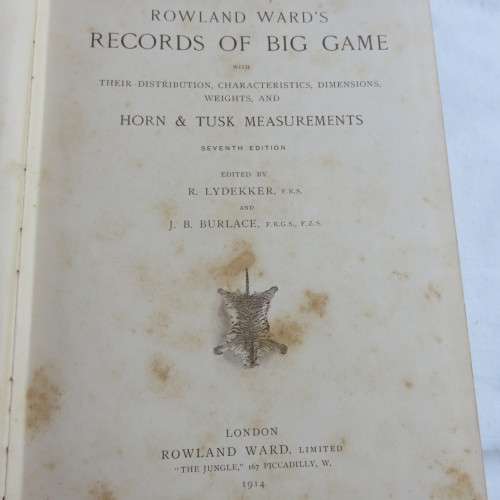 ROWLAND WARD'S
RECORDS OF BIG GAME
WITH
THEIR DISTRIBUTION, CHARACTERISTICS, DIMENSIONS,
WEIGHTS, AND
HORN & TUSK MEASUREMENTS
SEVENTH EDITION
EDITED BY
R. LYDEKKER, F.R.S.
AND
J. B. BURLACE, F.R.G.S., F.Z.S.
LONDON
ROWLAND WARD, LIMITED
"THE JUNGLE," 167 PICCADILLY, W.
1914